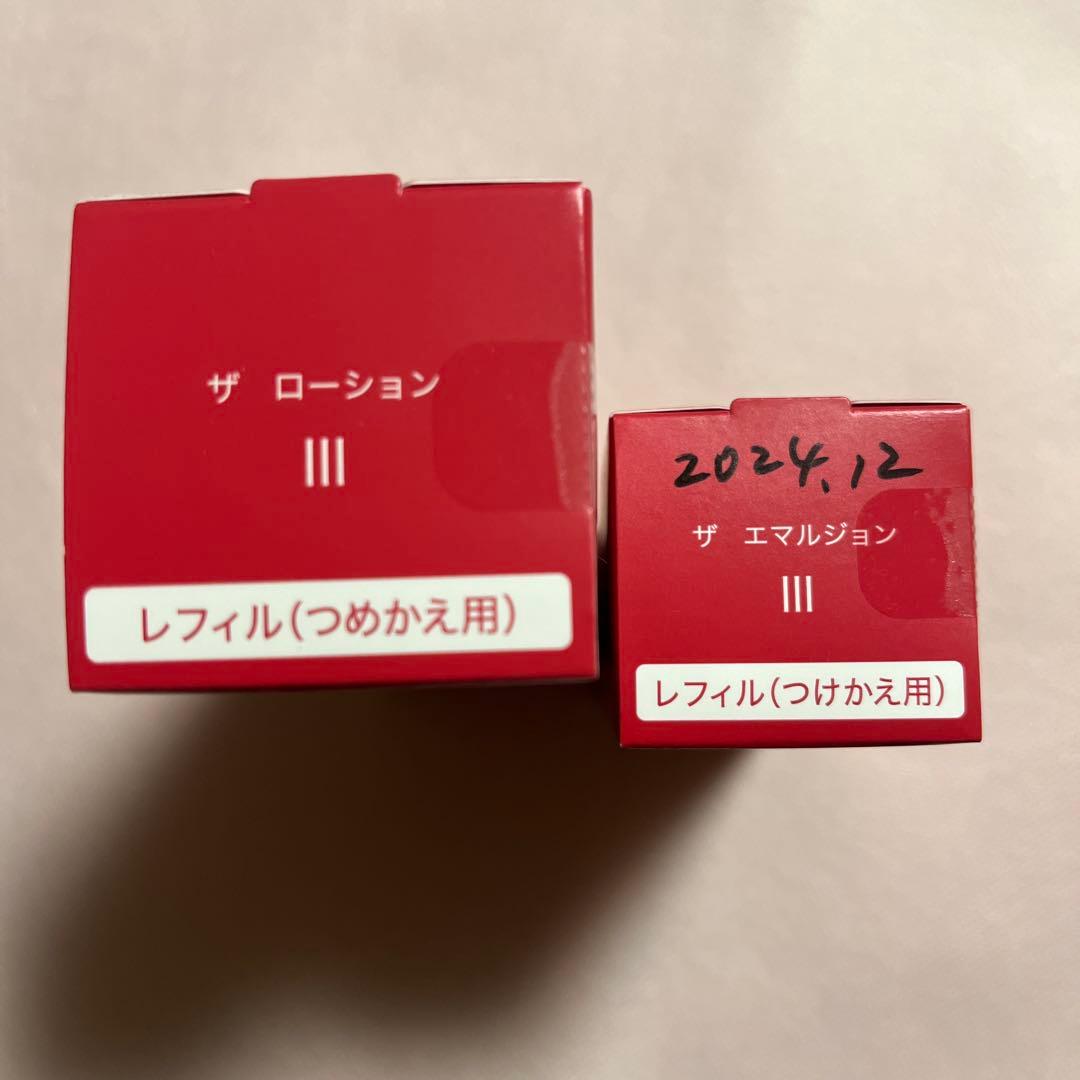 ザ ローション
III
レフィル(つめかえ用)
2024.12
ザ エマルジョン
III
レフィル(つけかえ用)